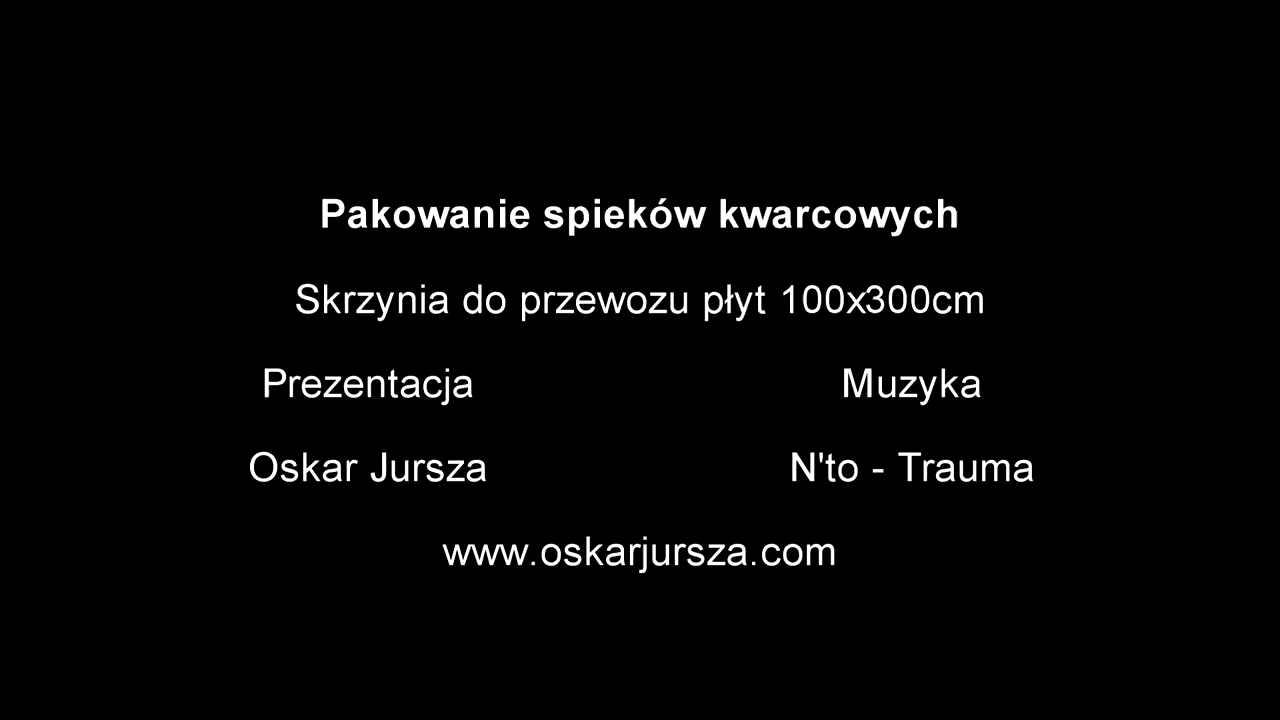 Pakowanie spieków kwarcowych
Skrzynia do przewozu płyt 100x300cm
Prezentacja Muzyka
Oskar Jursza N'to - Trauma
www.oskarjursza.com